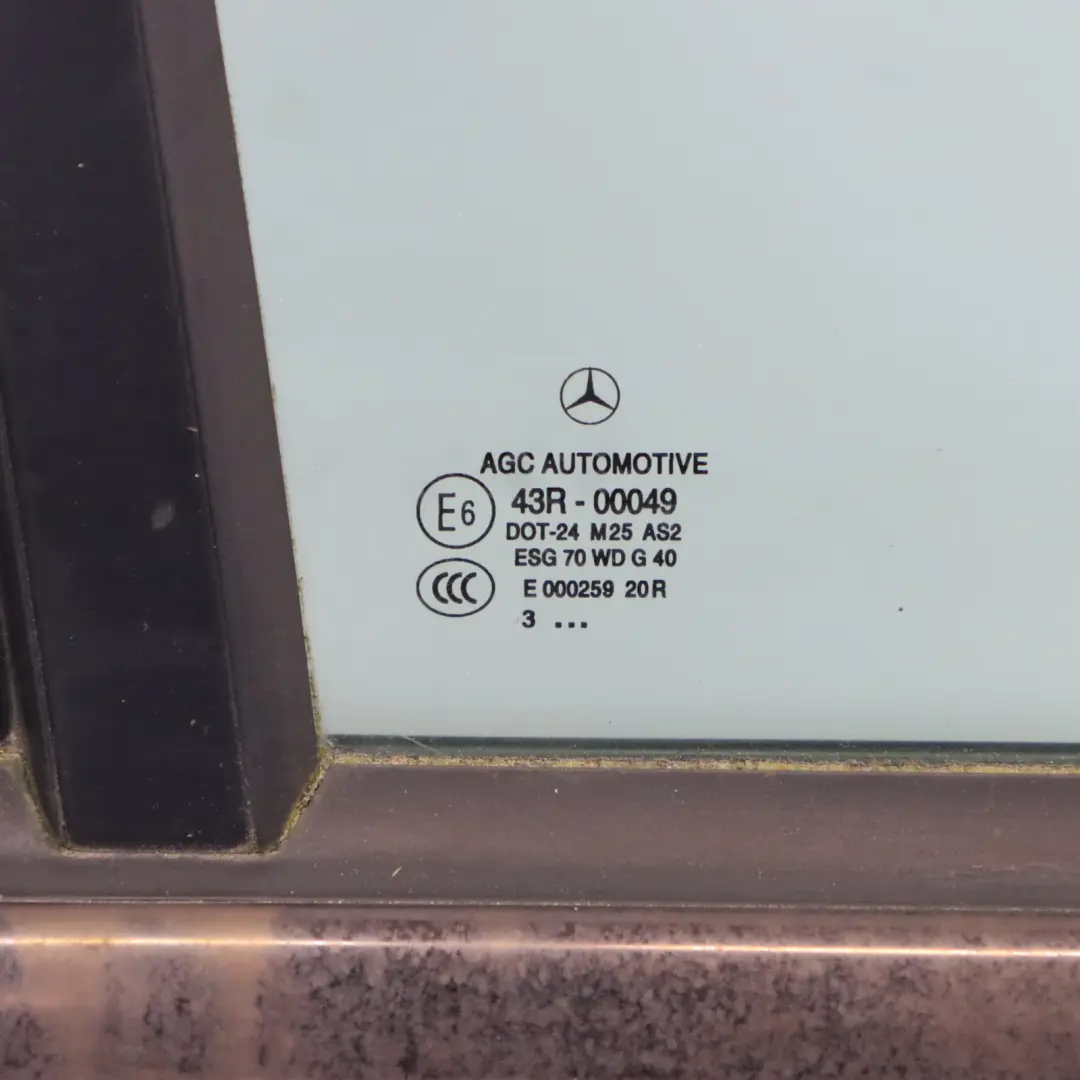 AGC AUTOMOTIVE
E6 43R - 00049
DOT-24 M25 AS2
ESG 70 WD G 40
CCC E 000259 20R
3 ...